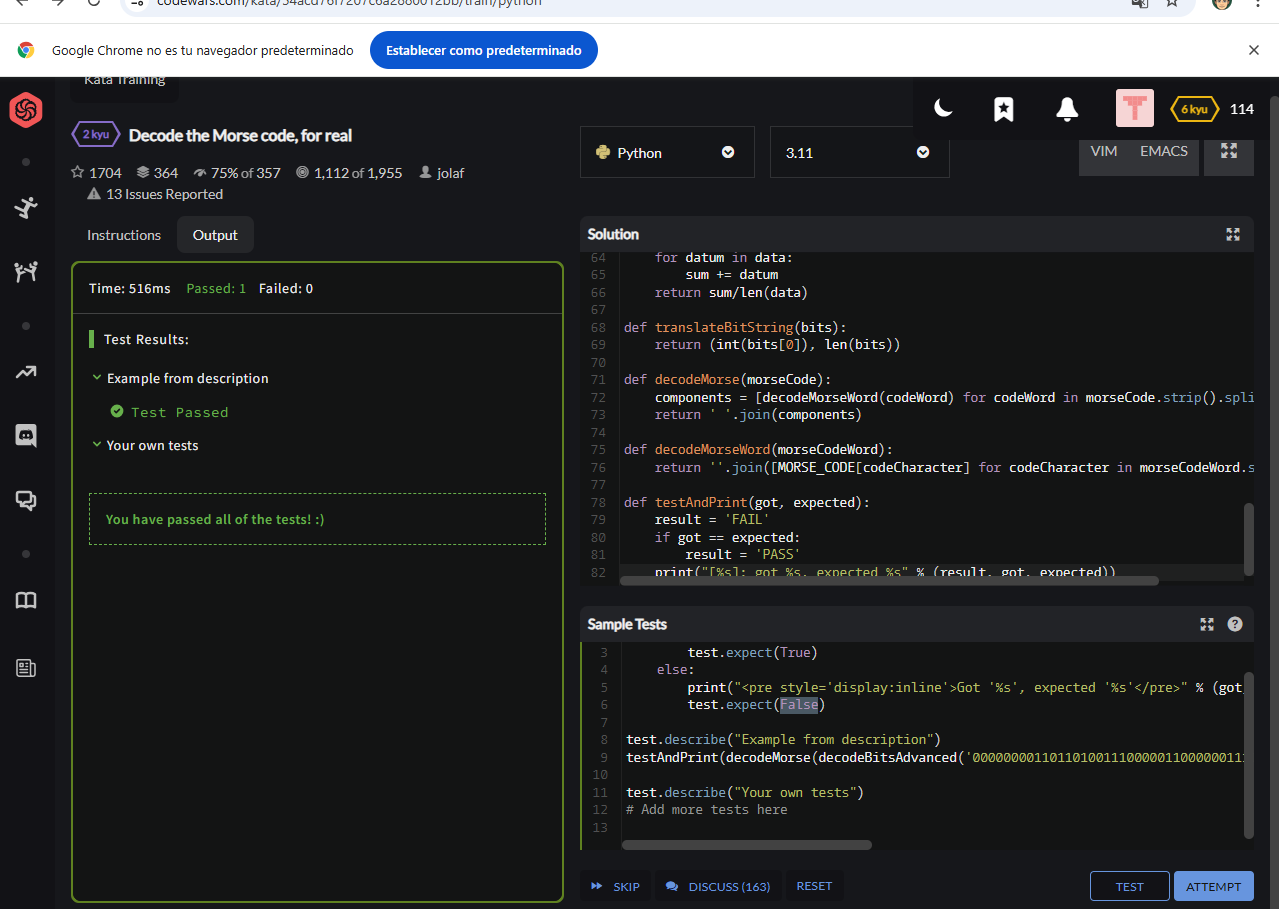 codewars.com/kata/54acd76f7207c6a2880012bb/train/python
Google Chrome no es tu navegador predeterminado
Establecer como predeterminado
Kata Training
2 kyu
Decode the Morse code, for real
6 kyu
114
1704
364
75% of 357
1,112 of 1,955
jolaf
13 Issues Reported
Python
3.11
VIM
EMACS
Instructions
Output
Time: 516ms Passed: 1 Failed: 0
Test Results:
Example from description
Test Passed
Your own tests
You have passed all of the tests! :)
Solution
64 for datum in data:
65 sum += datum
66 return sum/len(data)
67
68 def translateBitString(bits):
69 return (int(bits[0]), len(bits))
70
71 def decodeMorse(morseCode):
72 components = [decodeMorseWord(codeWord) for codeWord in morseCode.strip().spli
73 return ' '.join(components)
74
75 def decodeMorseWord(morseCodeWord):
76 return ''.join([MORSE_CODE[codeCharacter] for codeCharacter in morseCodeWord.s
77
78 def testAndPrint(got, expected):
79 result = 'FAIL'
80 if got == expected:
81 result = 'PASS'
82 print("[%s]: got %s, expected %s" % (result, got, expected))
Sample Tests
3 test.expect(True)
4 else:
5 print("<pre style='display:inline'>Got '%s', expected '%s'</pre>" % (got,
6 test.expect(False)
7
8 test.describe("Example from description")
9 testAndPrint(decodeMorse(decodeBitsAdvanced('000000001101101001110000011000000111
10
11 test.describe("Your own tests")
12 # Add more tests here
13
SKIP
DISCUSS (163)
RESET
TEST
ATTEMPT